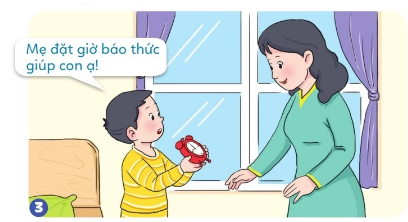 Mẹ đặt giờ báo thức
giúp con ạ!
3